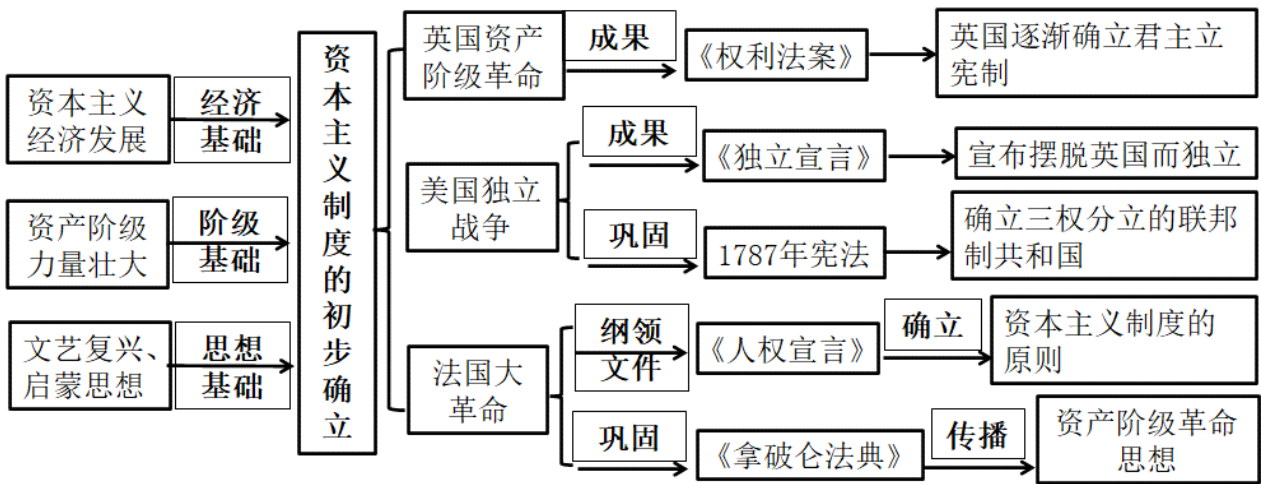 资本主义
经济发展
经济
基础
资产阶级
力量壮大
阶级
基础
文艺复兴、
启蒙思想
思想
基础
资本主义制度的初步确立
英国资产
阶级革命
成果
《权利法案》
英国逐渐确立君主立
宪制
美国独立
战争
成果
《独立宣言》
宣布摆脱英国而独立
巩固
1787年宪法
确立三权分立的联邦
制共和国
法国大
革命
纲领
文件
《人权宣言》
确立
资本主义制度的
原则
巩固
《拿破仑法典》
传播
资产阶级革命
思想